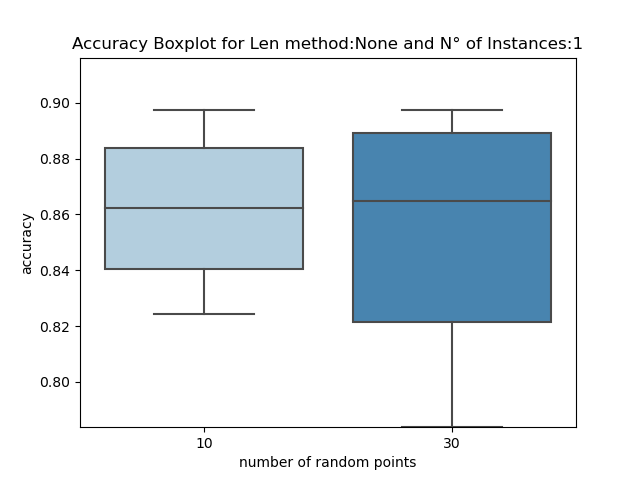 Accuracy Boxplot for Len method:None and N° of Instances:1
0.90
0.88
0.86
0.84
0.82
0.80
accuracy
10 30
number of random points